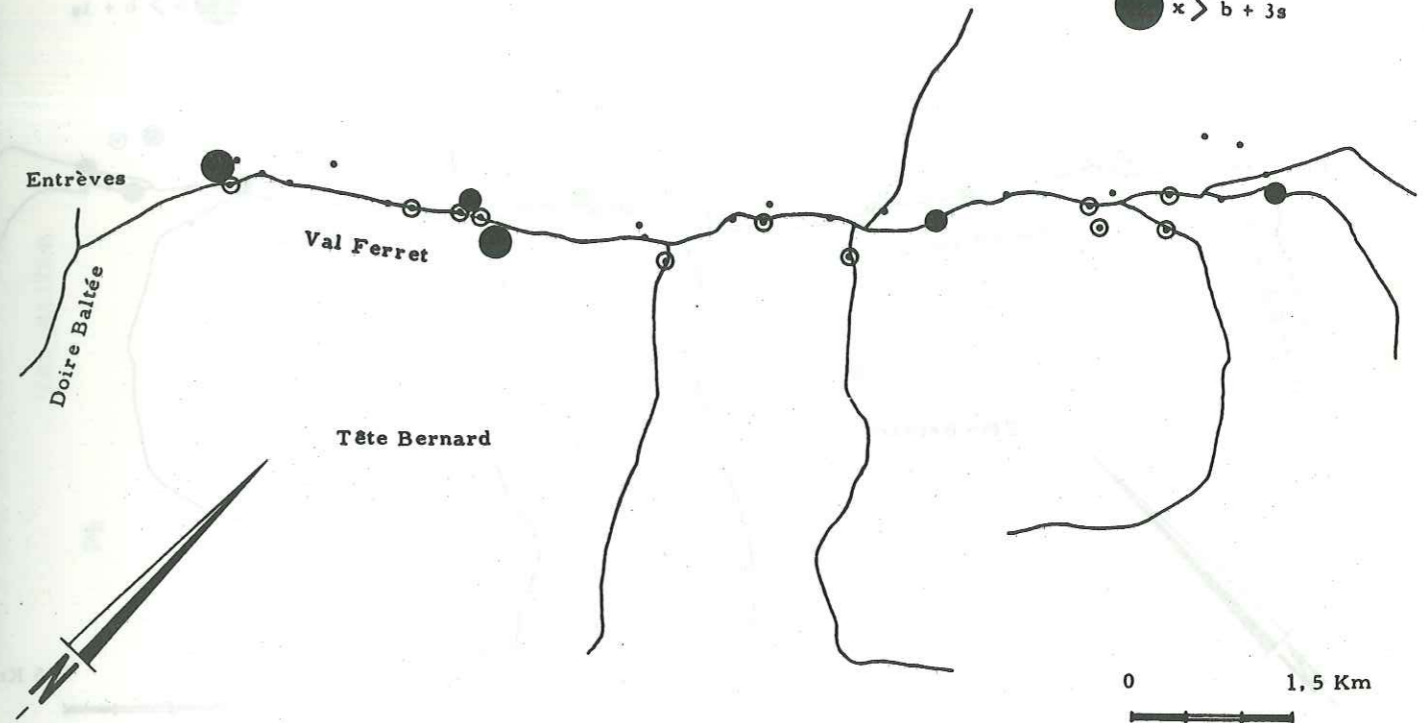 x > b + 3s
Entrèves
Val Ferret
Doire Baltée
Tête Bernard
N
0 1,5 Km